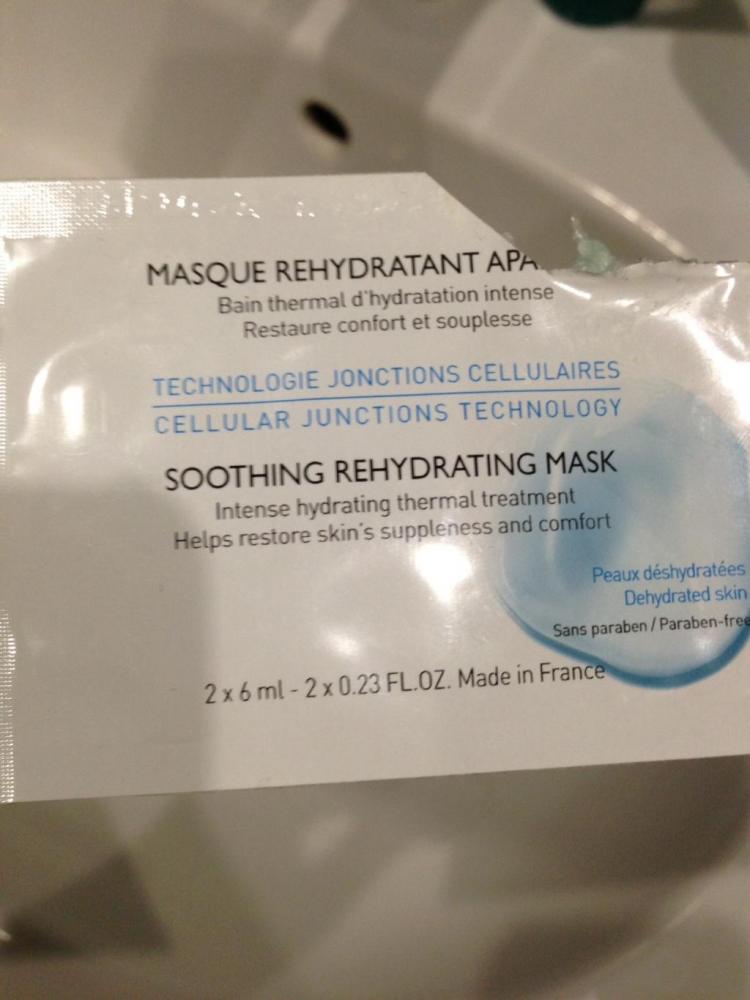 MASQUE REHYDRATANT
Bain thermal d'hydratation intense
Restaure confort et souplesse
TECHNOLOGIE JONCTIONS CELLULAIRES
CELLULAR JUNCTIONS TECHNOLOGY
SOOTHING REHYDRATING MASK
Intense hydrating thermal treatment
Helps restore skin's suppleness and comfort
Peaux déshydratées
Dehydrated skin
Sans paraben / Paraben-free
2 x 6 ml - 2 x 0.23 FL.OZ. Made in France